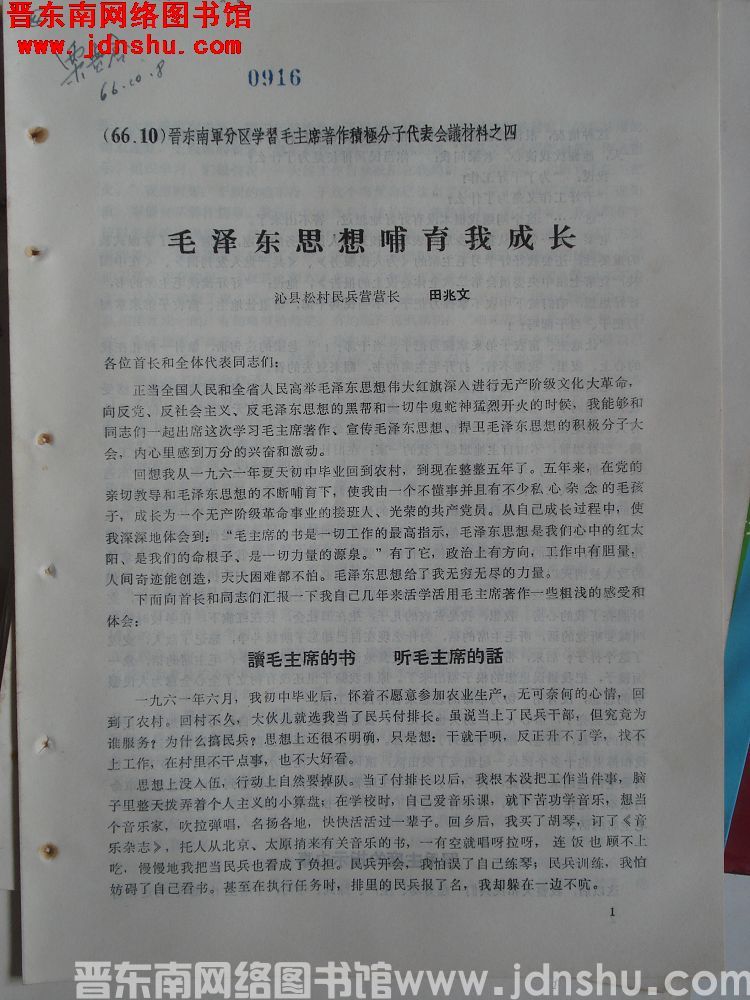 晋东南网络图书馆
www.jdnshu.com
66.10.8
0916
(66.10)晋东南軍分区学習毛主席著作積極分子代表会議材料之四
毛泽东思想哺育我成长
沁县松村民兵营营长 田兆文
各位首长和全体代表同志们:
正当全国人民和全省人民高举毛泽东思想伟大红旗深入进行无产阶级文化大革命,
向反党、反社会主义、反毛泽东思想的黑帮和一切牛鬼蛇神猛烈开火的时候,我能够和
同志们一起出席这次学习毛主席著作、宣传毛泽东思想、捍卫毛泽东思想的积极分子大
会,内心里感到万分的兴奋和激动。
回想我从一九六一年夏天初中毕业回到农村,到现在整整五年了。五年来,在党的
亲切教导和毛泽东思想的不断哺育下,使我由一个不懂事并且有不少私心杂念的毛孩
子,成长为一个无产阶级革命事业的接班人、光荣的共产党员。从自己成长过程中,使
我深深地体会到:“毛主席的书是一切工作的最高指示,毛泽东思想是我们心中的红太
阳、是我们的命根子、是一切力量的源泉。”有了它,政治上有方向,工作中有胆量,
人间奇迹能创造,天大困难都不怕。毛泽东思想给了我无穷无尽的力量。
下面向首长和同志们汇报一下我自己几年来活学活用毛主席著作一些粗浅的感受和
体会:
讀毛主席的书 听毛主席的話
一九六一年六月,我初中毕业后,怀着不愿意参加农业生产,无可奈何的心情,回
到了农村。回村不久,大伙儿就选我当了民兵付排长。虽说当上了民兵干部,但究竟为
谁服务?为什么搞民兵?思想上还很不明确,只是想:干就干呗,反正升不了学,找不
上工作,在村里不干点事,也不大好看。
思想上没入伍,行动上自然要掉队。当了付排长以后,我根本没把工作当件事,脑
子里整天拨弄着个人主义的小算盘:在学校时,自己爱音乐课,就下苦功学音乐,想当
个音乐家,吹拉弹唱,名扬各地,快快活活过一辈子。回乡后,我买了胡琴,订了《音
乐杂志》,托人从北京、太原捎来有关音乐的书,一有空就唱呀拉呀,连饭也顾不上
吃,慢慢地我把当民兵也看成了负担。民兵开会,我怕误了自己练琴;民兵训练,我怕
妨碍了自己看书。甚至在执行任务时,排里的民兵报了名,我却躲在一边不吭。
1
晋东南网络图书馆www.jdnshu.com